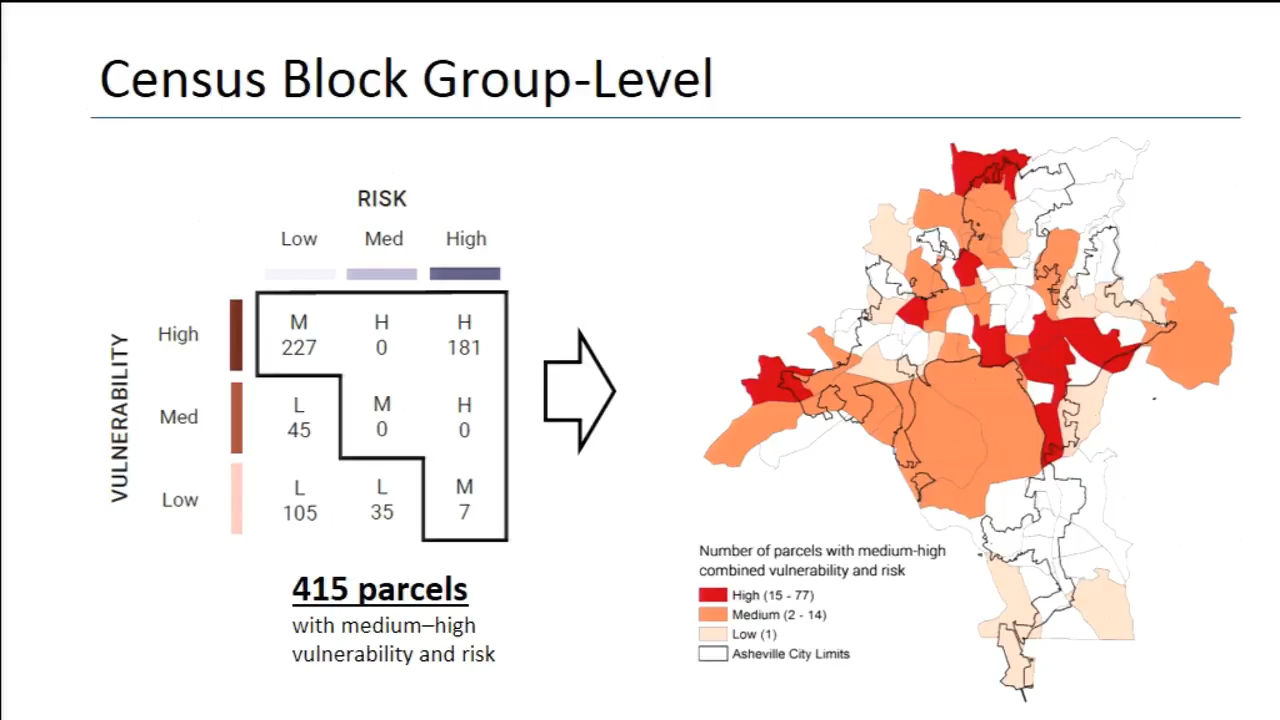 Census Block Group-Level
RISK
Low Med High
VULNERABILITY
High
M H H
227 0 181
Med
L M H
45 0 0
Low
L L M
105 35 7
415 parcels
with medium–high
vulnerability and risk
Number of parcels with medium-high
combined vulnerability and risk
High (15 - 77)
Medium (2 - 14)
Low (1)
Asheville City Limits